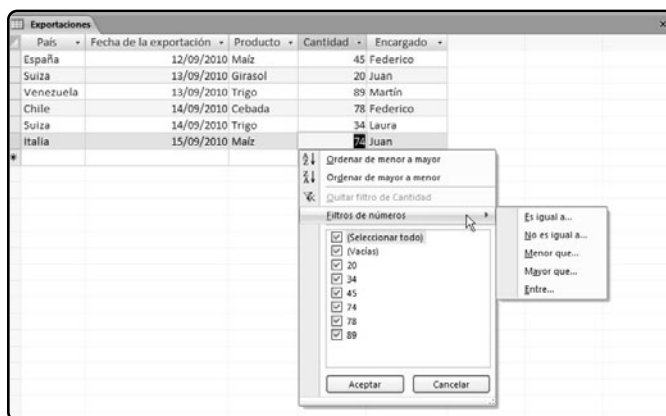 Exportaciones
País Fecha de la exportación Producto Cantidad Encargado
España 12/09/2010 Maíz 45 Federico
Suiza 13/09/2010 Girasol 20 Juan
Venezuela 13/09/2010 Trigo 89 Martín
Chile 14/09/2010 Cebada 78 Federico
Suiza 14/09/2010 Trigo 34 Laura
Italia 15/09/2010 Maíz 74 Juan
Ordenar de menor a mayor
Ordenar de mayor a menor
Quitar filtro de Cantidad
Filtros de números
(Seleccionar todo)
(Vacías)
20
34
45
74
78
89
Aceptar Cancelar
Es igual a...
No es igual a...
Menor que...
Mayor que...
Entre...